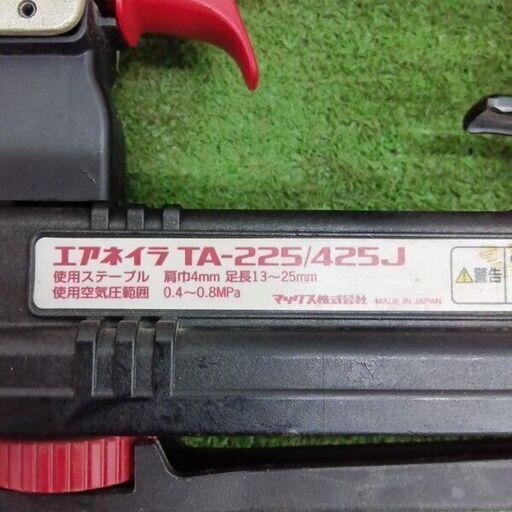 エアネイラ TA-225/425J
使用ステープル 肩巾4mm 足長13～25mm
使用空気圧範囲 0.4～0.8MPa
マックス株式会社 MADE IN JAPAN
警告